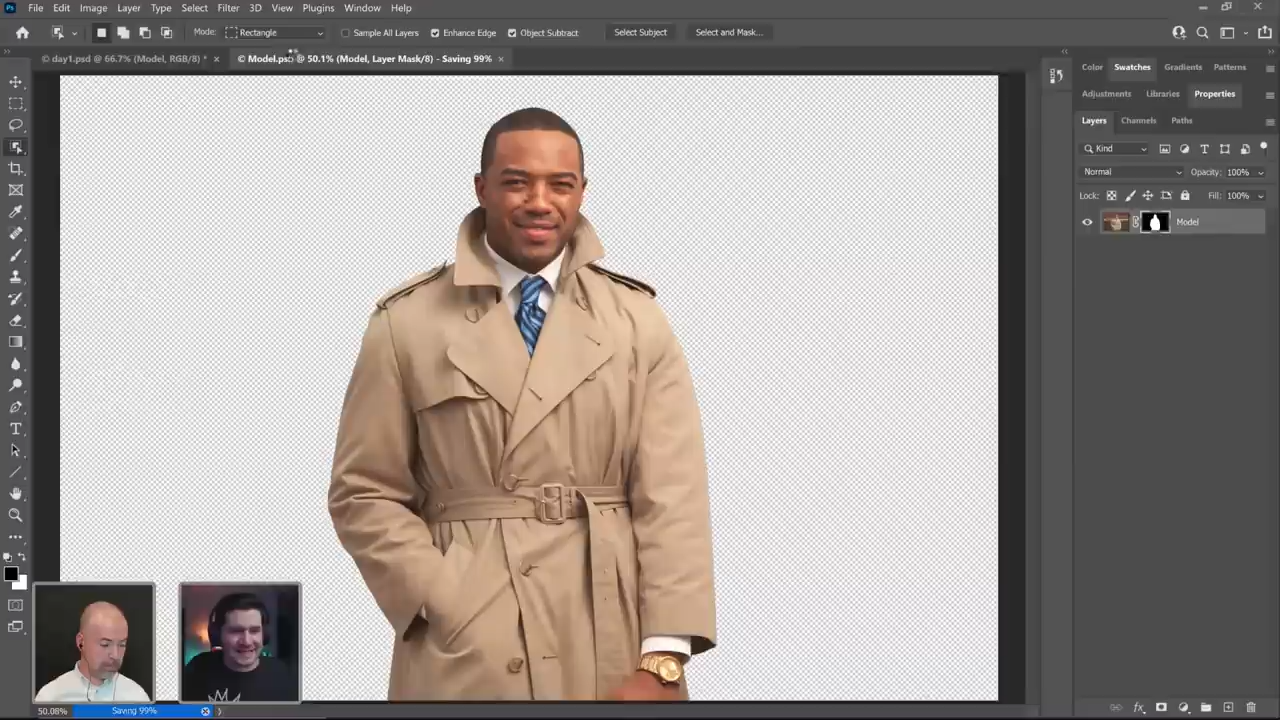 Ps File Edit Image Layer Type Select Filter 3D View Plugins Window Help
Mode: Rectangle Sample All Layers Enhance Edge Object Subtract Select Subject Select and Mask...
© day1.psd @ 66.7% (Model, RGB/8) * × © Model.psd @ 50.1% (Model, Layer Mask/8) - Saving 99% ×
Color Swatches Gradients Patterns
Adjustments Libraries Properties
Layers Channels Paths
Kind
Normal Opacity: 100%
Lock: Fill: 100%
Model
fx
50.08% Saving 99%